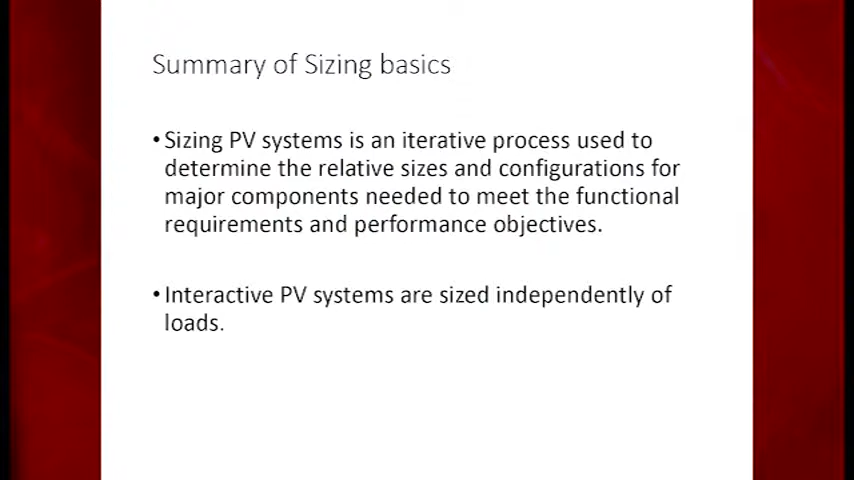 Summary of Sizing basics
• Sizing PV systems is an iterative process used to
determine the relative sizes and configurations for
major components needed to meet the functional
requirements and performance objectives.
• Interactive PV systems are sized independently of
loads.